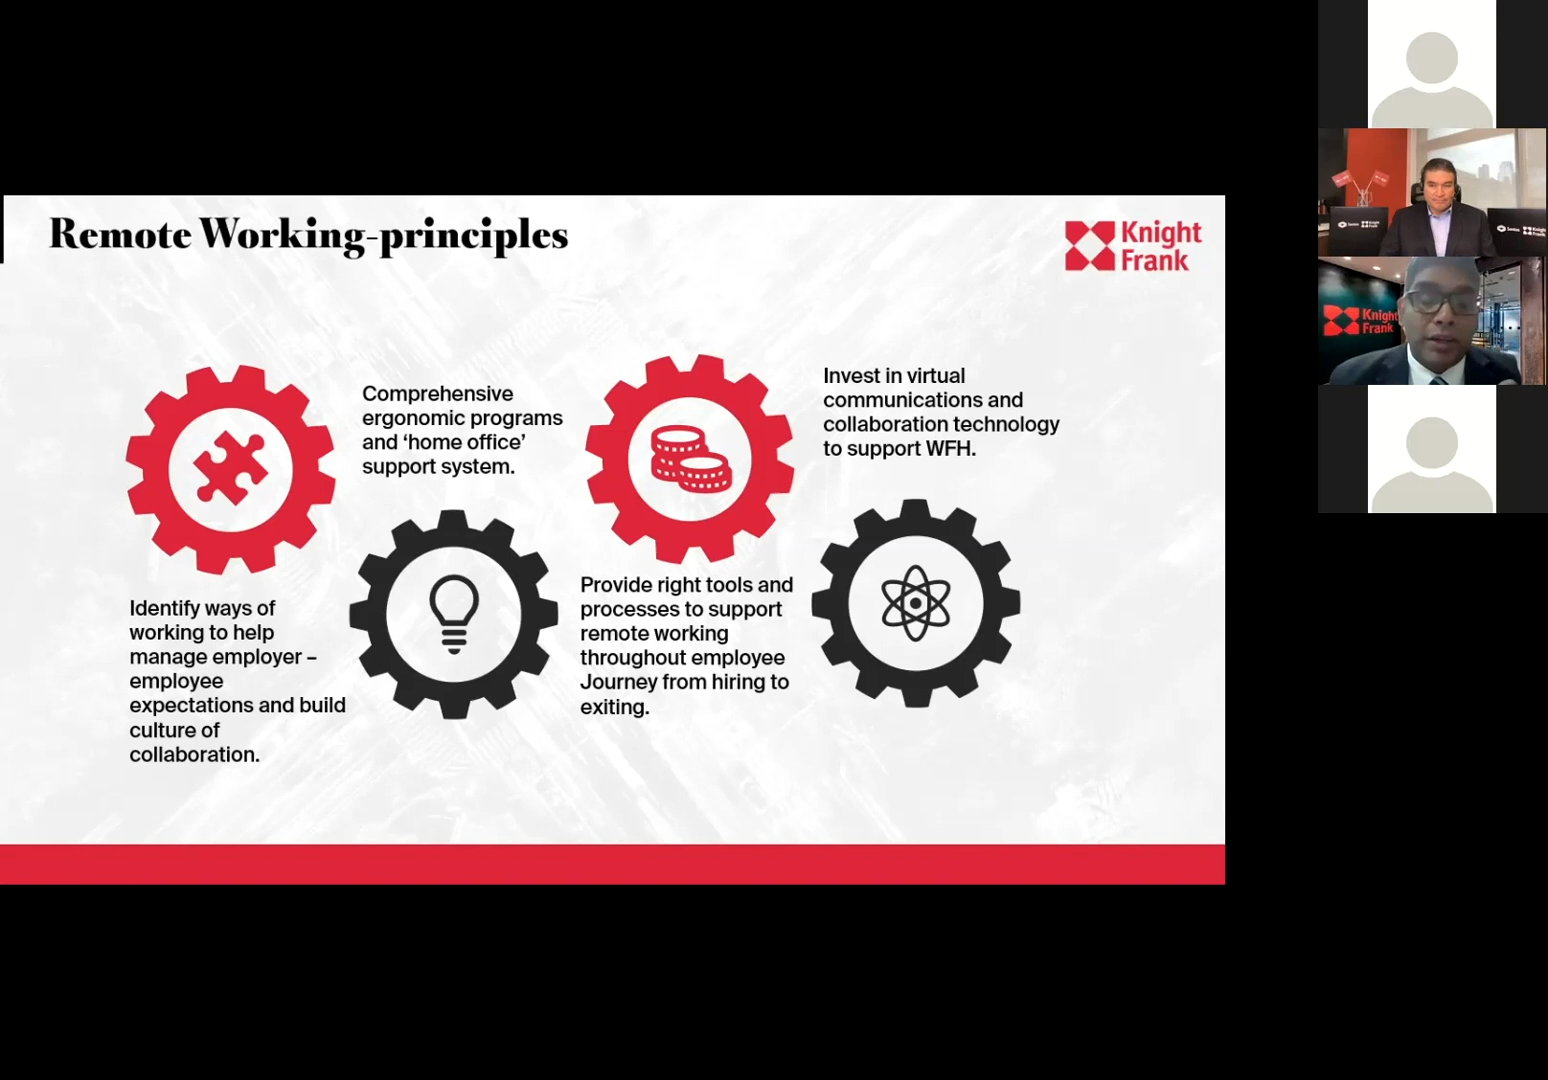 Remote Working-principles
Knight
Frank
Identify ways of
working to help
manage employer –
employee
expectations and build
culture of
collaboration.
Comprehensive
ergonomic programs
and ‘home office’
support system.
Provide right tools and
processes to support
remote working
throughout employee
Journey from hiring to
exiting.
Invest in virtual
communications and
collaboration technology
to support WFH.
Knight
Frank